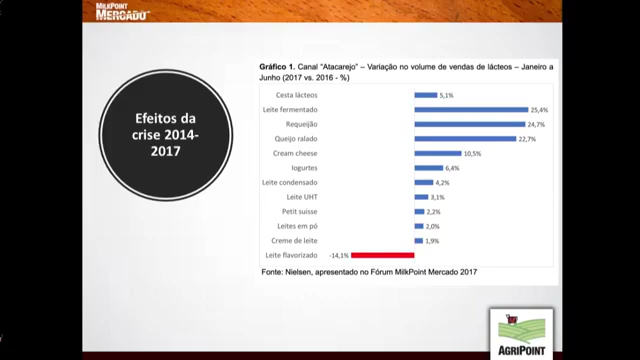 MILKPOINT
MERCADO
Efeitos da
crise 2014-
2017
Gráfico 1. Canal “Atacarejo” – Variação no volume de vendas de lácteos – Janeiro a
Junho (2017 vs. 2016 - %)
Cesta lácteos 5,1%
Leite fermentado 25,4%
Requeijão 24,7%
Queijo ralado 22,7%
Cream cheese 10,5%
Iogurtes 6,4%
Leite condensado 4,2%
Leite UHT 3,1%
Petit suisse 2,2%
Leites em pó 2,0%
Creme de leite 1,9%
Leite flavorizado -14,1%
Fonte: Nielsen, apresentado no Fórum MilkPoint Mercado 2017
AGRIPOINT